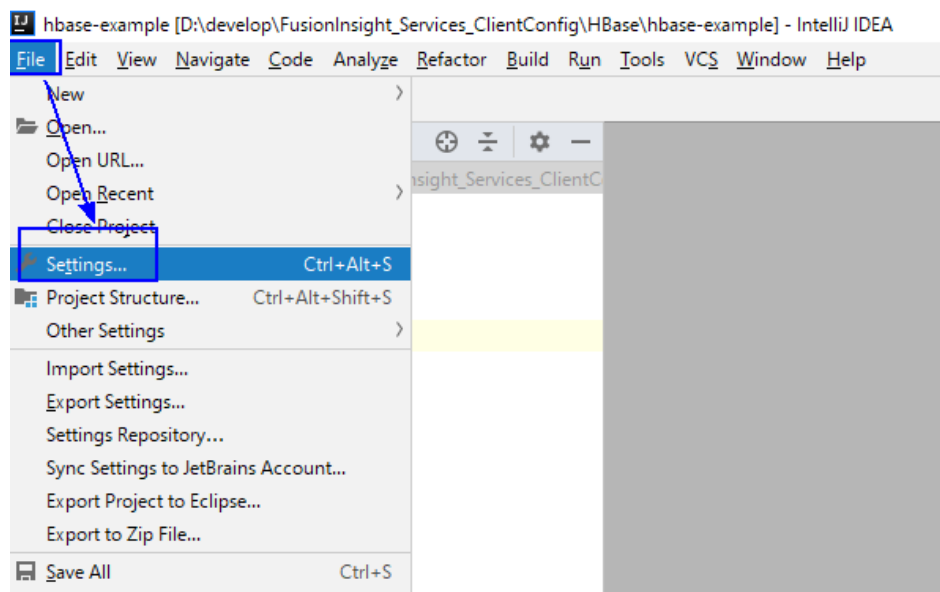 hbase-example [D:\develop\FusionInsight_Services_ClientConfig\HBase\hbase-example] - IntelliJ IDEA
File Edit View Navigate Code Analyze Refactor Build Run Tools VCS Window Help
New
Open...
Open URL...
nsight_Services_ClientC
Open Recent
Close Project
Settings... Ctrl+Alt+S
Project Structure... Ctrl+Alt+Shift+S
Other Settings
Import Settings...
Export Settings...
Settings Repository...
Sync Settings to JetBrains Account...
Export Project to Eclipse...
Export to Zip File...
Save All Ctrl+S